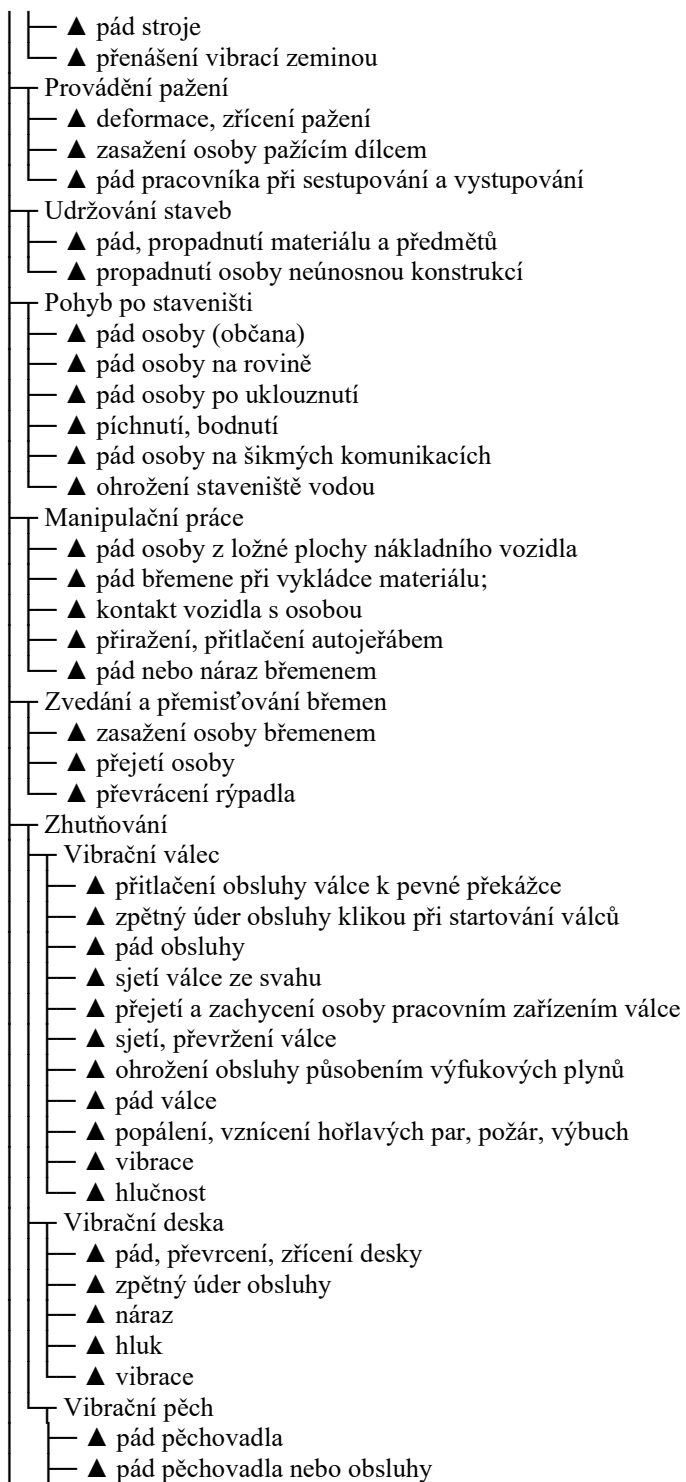 ▲ pád stroje
▲ přenášení vibrací zeminou
Provádění pažení
▲ deformace, zřícení pažení
▲ zasažení osoby pažícím dílcem
▲ pád pracovníka při sestupování a vystupování
Udržování staveb
▲ pád, propadnutí materiálu a předmětů
▲ propadnutí osoby neúnosnou konstrukcí
Pohyb po staveništi
▲ pád osoby (občana)
▲ pád osoby na rovině
▲ pád osoby po uklouznutí
▲ píchnutí, bodnutí
▲ pád osoby na šikmých komunikacích
▲ ohrožení staveniště vodou
Manipulační práce
▲ pád osoby z ložné plochy nákladního vozidla
▲ pád břemene při vykládce materiálu;
▲ kontakt vozidla s osobou
▲ přiražení, přitlačení autojeřábem
▲ pád nebo náraz břemenem
Zvedání a přemisťování břemen
▲ zasažení osoby břemenem
▲ přejetí osoby
▲ převrácení rýpadla
Zhutňování
Vibrační válec
▲ přitlačení obsluhy válce k pevné překážce
▲ zpětný úder obsluhy klikou při startování válců
▲ pád obsluhy
▲ sjetí válce ze svahu
▲ přejetí a zachycení osoby pracovním zařízením válce
▲ sjetí, převržení válce
▲ ohrožení obsluhy působením výfukových plynů
▲ pád válce
▲ popálení, vznícení hořlavých par, požár, výbuch
▲ vibrace
▲ hlučnost
Vibrační deska
▲ pád, převrcení, zřícení desky
▲ zpětný úder obsluhy
▲ náraz
▲ hluk
▲ vibrace
Vibrační pěch
▲ pád pěchovadla
▲ pád pěchovadla nebo obsluhy